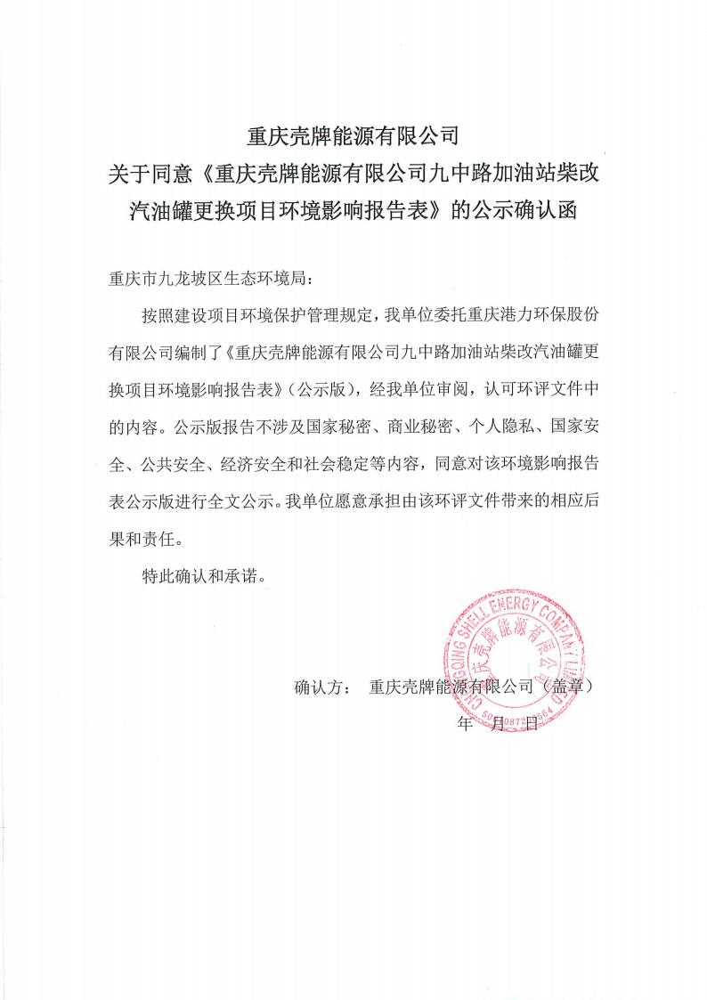 重庆壳牌能源有限公司
关于同意《重庆壳牌能源有限公司九中路加油站柴改
汽油罐更换项目环境影响报告表》的公示确认函
重庆市九龙坡区生态环境局：
按照建设项目环境保护管理规定，我单位委托重庆港力环保股份
有限公司编制了《重庆壳牌能源有限公司九中路加油站柴改汽油罐更
换项目环境影响报告表》（公示版），经我单位审阅，认可环评文件中
的内容。公示版报告不涉及国家秘密、商业秘密、个人隐私、国家安
全、公共安全、经济安全和社会稳定等内容，同意对该环境影响报告
表公示版进行全文公示。我单位愿意承担由该环评文件带来的相应后
果和责任。
特此确认和承诺。
CHONGQING SHELL ENERGY COMPANY LIMITED
重庆壳牌能源有限公司
确认方： 重庆壳牌能源有限公司（盖章）
年 月 日